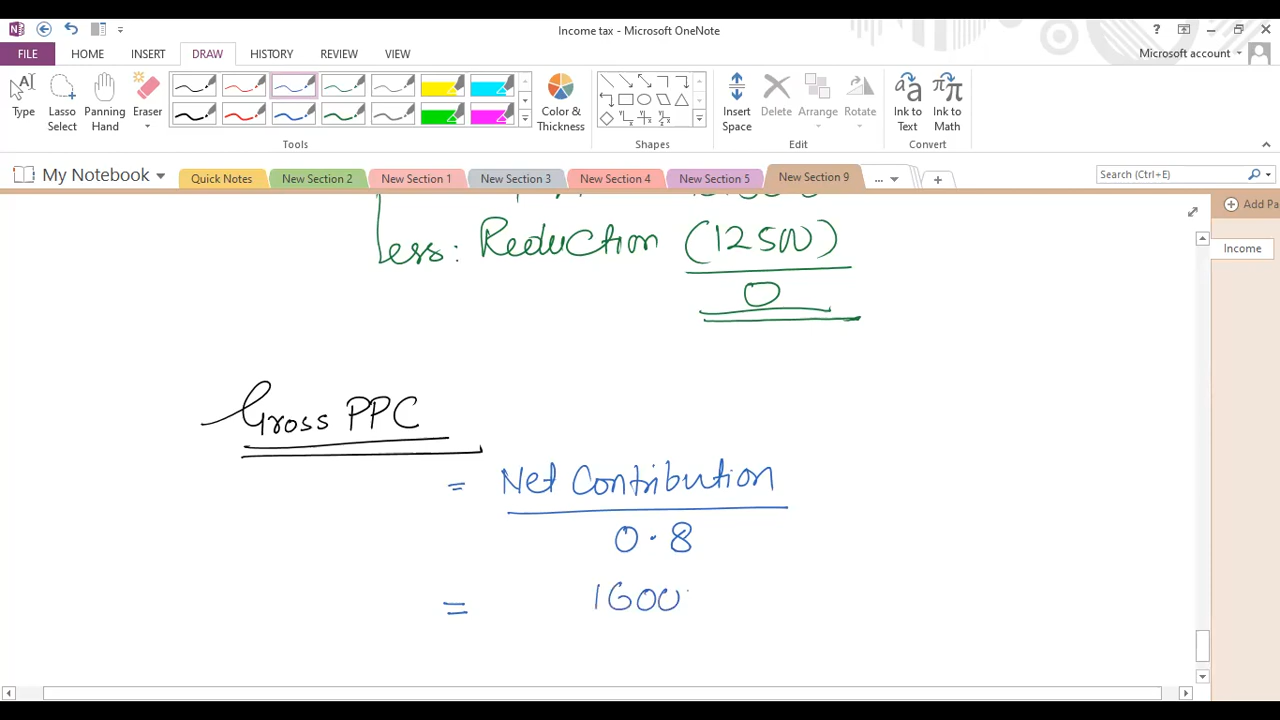 Income tax - Microsoft OneNote
FILE HOME INSERT DRAW HISTORY REVIEW VIEW
Microsoft account
Type Lasso Select Panning Hand Eraser
Color & Thickness
Insert Space Delete Arrange Rotate
Ink to Text Ink to Math
Tools Shapes Edit Convert
My Notebook Quick Notes New Section 2 New Section 1 New Section 3 New Section 4 New Section 5 New Section 9 ...
Search (Ctrl+E)
Add Pa
Income
Less: Reduction (12500)
0
Gross PPC
= Net Contribution
0.8
= 1600